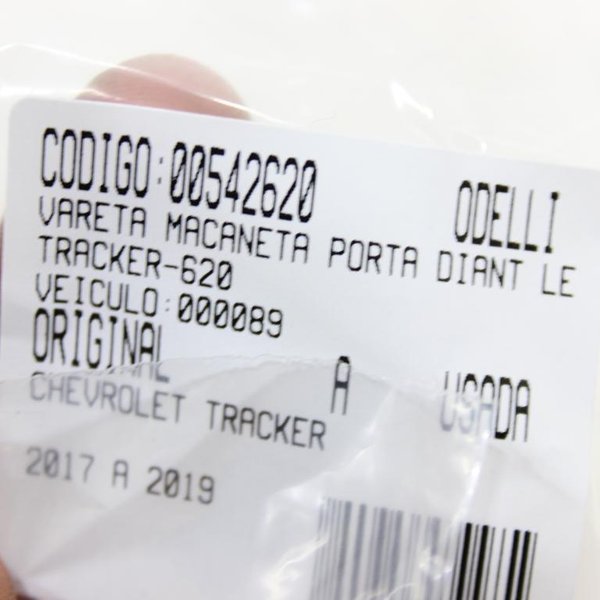 CODIGO:00542620 ODELLI
VARETA MACANETA PORTA DIANT LE
TRACKER-620
VEICULO:000089
ORIGINAL A USADA
CHEVROLET TRACKER
2017 A 2019